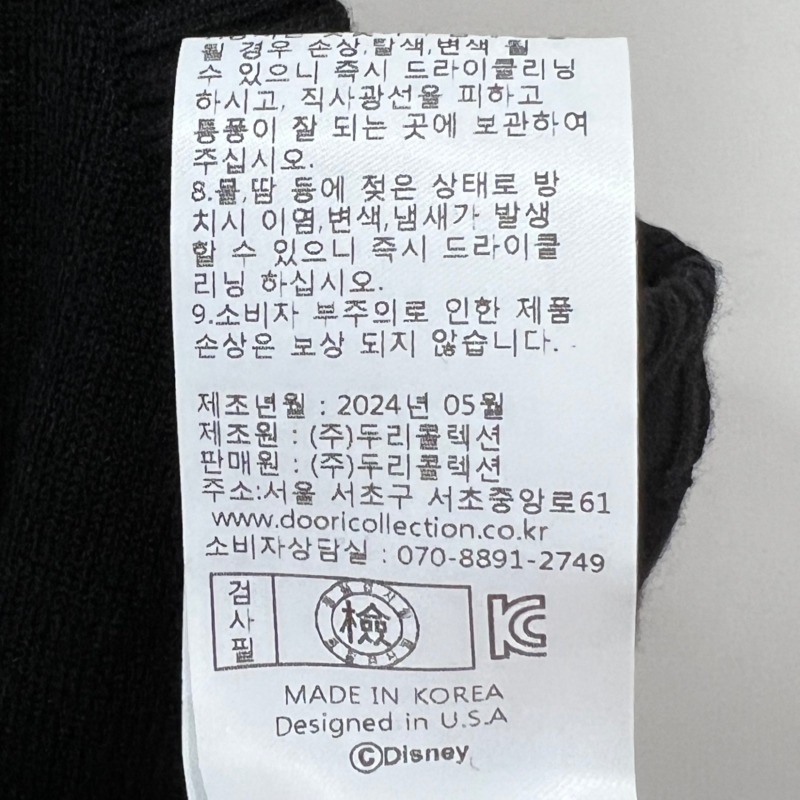 될 경우 손상,탈색,변색 될
수 있으니 즉시 드라이클리닝
하시고, 직사광선을 피하고
통풍이 잘 되는 곳에 보관하여
주십시오.
8.물,땀 등에 젖은 상태로 방
치시 이염,변색,냄새가 발생
할 수 있으니 즉시 드라이클
리닝 하십시오.
9.소비자 부주의로 인한 제품
손상은 보상 되지 않습니다.
제조년월 : 2024년 05월
제조원 : (주)두리콜렉션
판매원 : (주)두리콜렉션
주소:서울 서초구 서초중앙로61
www.dooricollection.co.kr
소비자상담실 : 070-8891-2749
검사필
檢
KC
MADE IN KOREA
Designed in U.S.A
©Disney